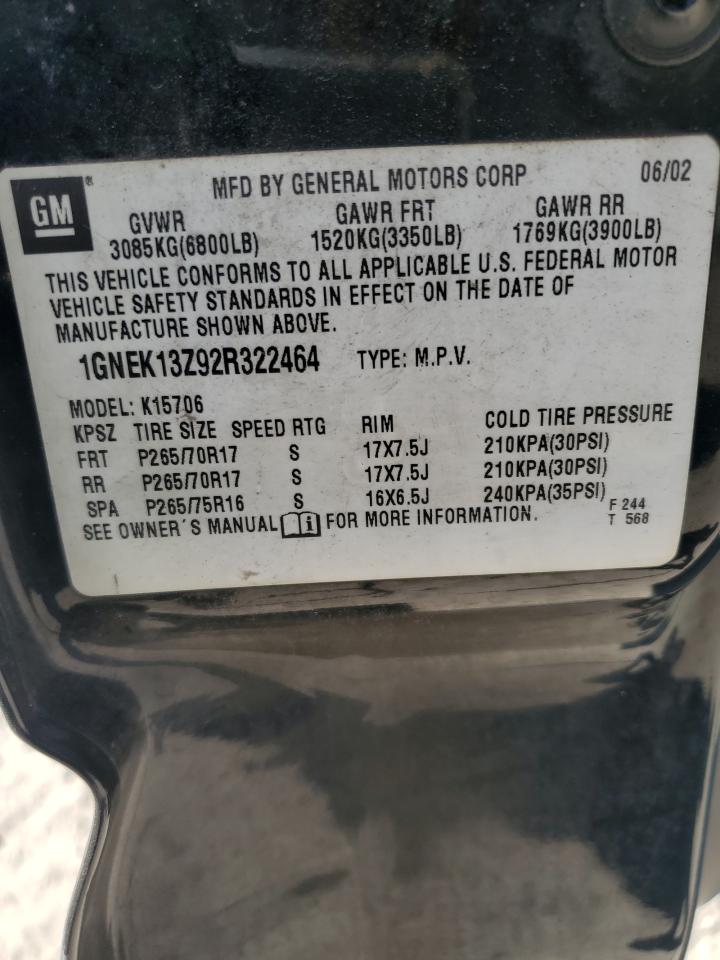 GM ®
MFD BY GENERAL MOTORS CORP 06/02
GVWR GAWR FRT GAWR RR
3085KG(6800LB) 1520KG(3350LB) 1769KG(3900LB)
THIS VEHICLE CONFORMS TO ALL APPLICABLE U.S. FEDERAL MOTOR
VEHICLE SAFETY STANDARDS IN EFFECT ON THE DATE OF
MANUFACTURE SHOWN ABOVE.
1GNEK13Z92R322464 TYPE: M.P.V.
MODEL: K15706
KPSZ TIRE SIZE SPEED RTG RIM COLD TIRE PRESSURE
FRT P265/70R17 S 17X7.5J 210KPA(30PSI)
RR P265/70R17 S 17X7.5J 210KPA(30PSI)
SPA P265/75R16 S 16X6.5J 240KPA(35PSI) F 244
SEE OWNER'S MANUAL i FOR MORE INFORMATION. T 568